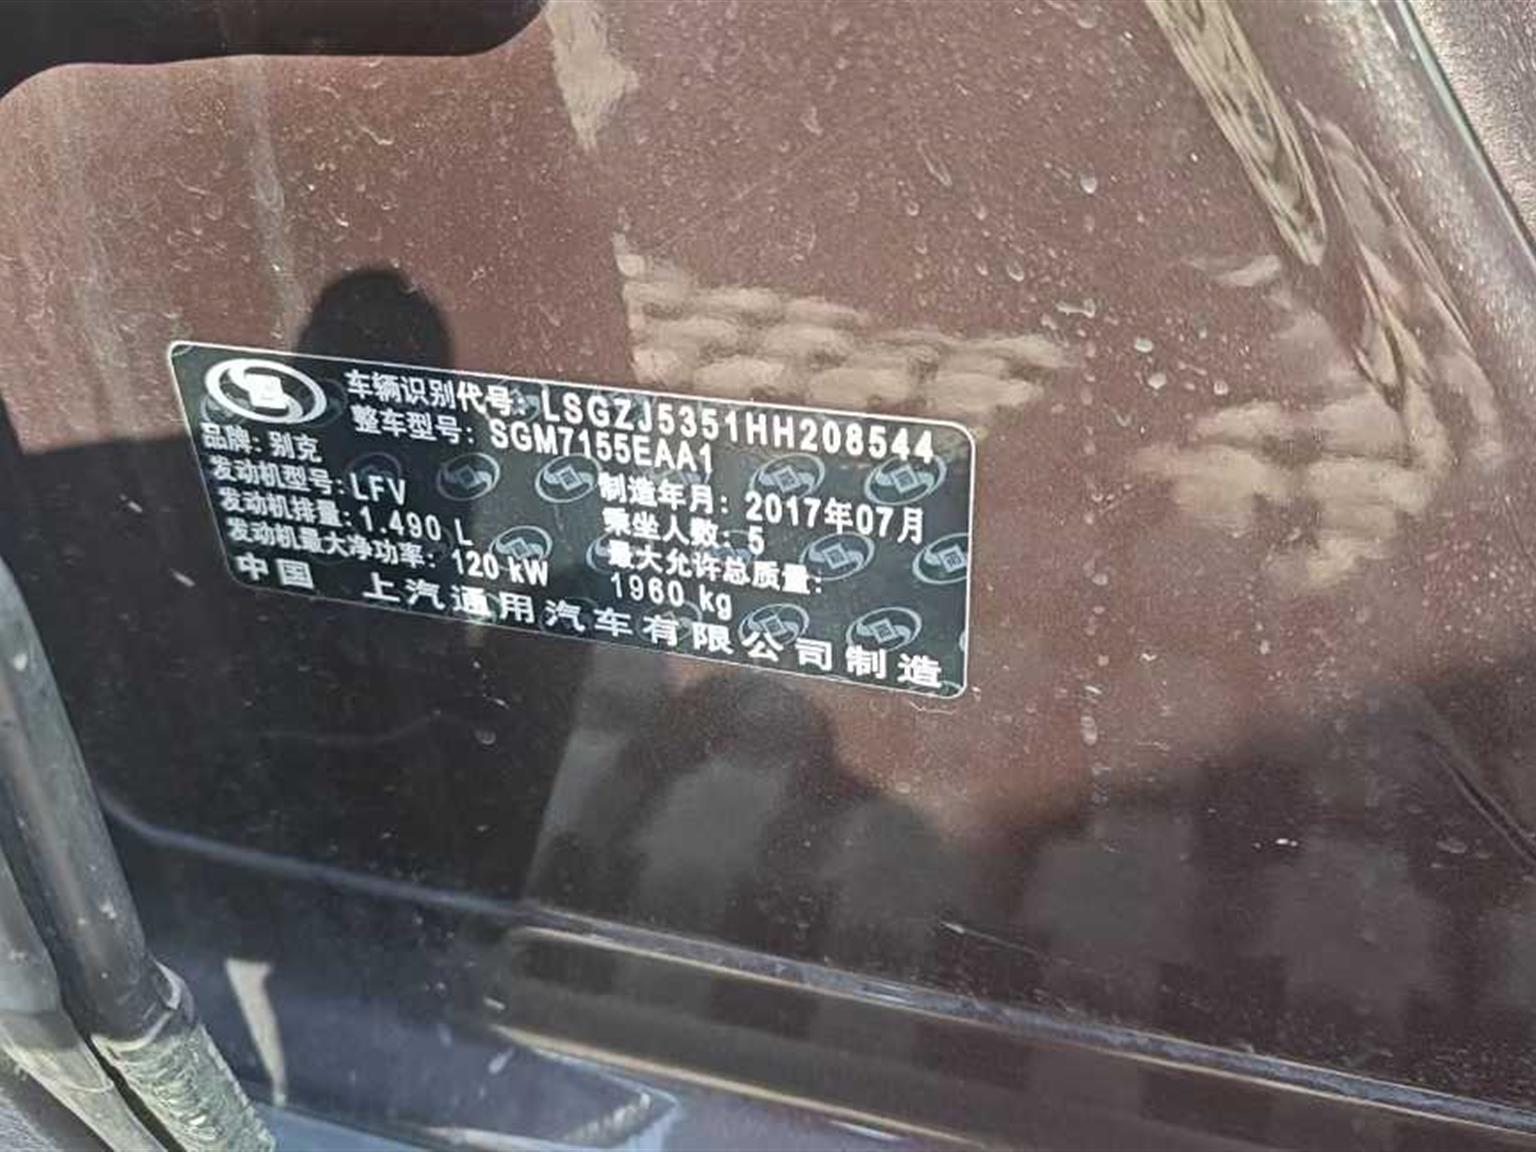 车辆识别代号: LSGZJ5351HH208544
整车型号: SGM7155EAA1
品牌: 别克
发动机型号: LFV
制造年月: 2017年07月
发动机排量: 1.490 L
乘坐人数: 5
发动机最大净功率: 120 kW
最大允许总质量:
1960 kg
中国 上汽通用汽车有限公司制造